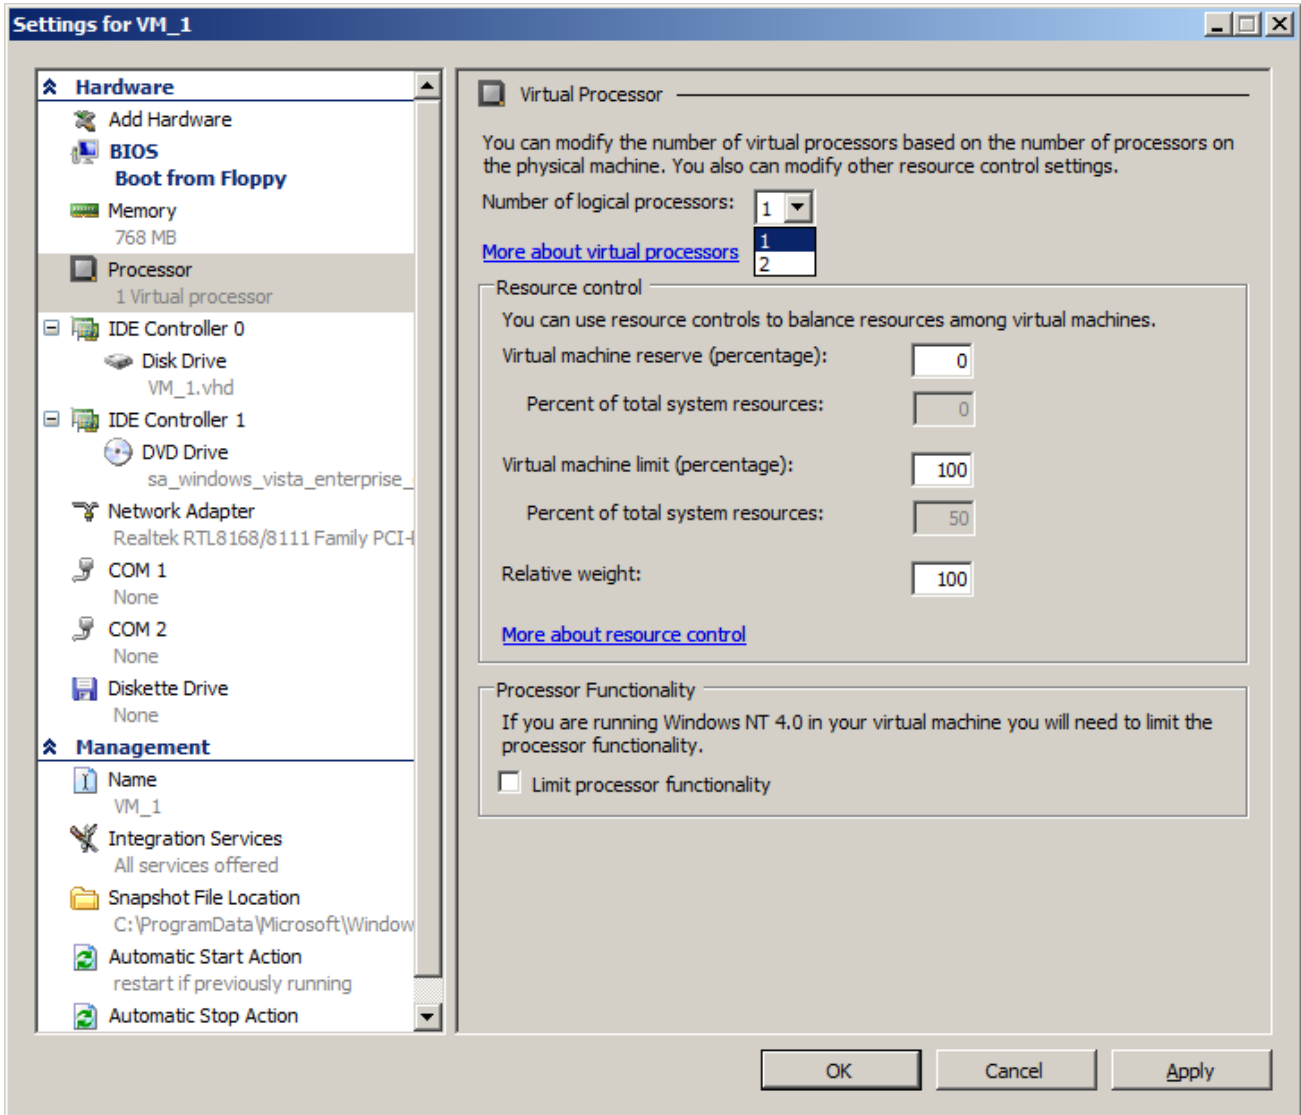 Settings for VM_1
Hardware
Add Hardware
BIOS
Boot from Floppy
Memory
768 MB
Processor
1 Virtual processor
IDE Controller 0
Disk Drive
VM_1.vhd
IDE Controller 1
DVD Drive
sa_windows_vista_enterprise_
Network Adapter
Realtek RTL8168/8111 Family PCI-
COM 1
None
COM 2
None
Diskette Drive
None
Management
Name
VM_1
Integration Services
All services offered
Snapshot File Location
C:\ProgramData\Microsoft\Window
Automatic Start Action
restart if previously running
Automatic Stop Action
Virtual Processor
You can modify the number of virtual processors based on the number of processors on
the physical machine. You also can modify other resource control settings.
Number of logical processors: 1
1
2
More about virtual processors
Resource control
You can use resource controls to balance resources among virtual machines.
Virtual machine reserve (percentage): 0
Percent of total system resources: 0
Virtual machine limit (percentage): 100
Percent of total system resources: 50
Relative weight: 100
More about resource control
Processor Functionality
If you are running Windows NT 4.0 in your virtual machine you will need to limit the
processor functionality.
Limit processor functionality
OK Cancel Apply